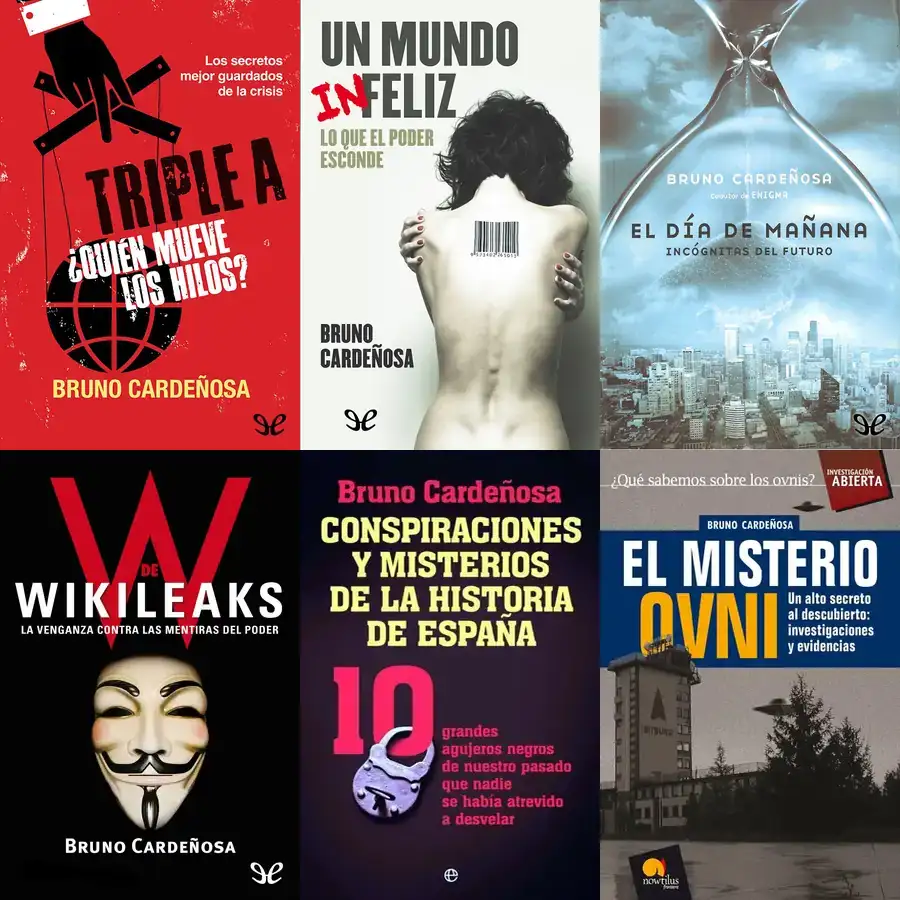 Los secretos
mejor guardados
de la crisis
TRIPLE A
¿QUIÉN MUEVE
LOS HILOS?
BRUNO CARDEÑOSA
UN MUNDO
INFELIZ
LO QUE EL PODER
ESCONDE
BRUNO
CARDEÑOSA
BRUNO CARDEÑOSA
Coautor de ENIGMA
EL DÍA DE MAÑANA
INCÓGNITAS DEL FUTURO
W
DE
WIKILEAKS
LA VENGANZA CONTRA LAS MENTIRAS DEL PODER
BRUNO CARDEÑOSA
Bruno Cardeñosa
CONSPIRACIONES
Y MISTERIOS
DE LA HISTORIA
DE ESPAÑA
10
grandes
agujeros negros
de nuestro pasado
que nadie
se había atrevido
a desvelar
¿Qué sabemos sobre los ovnis?
INVESTIGACIÓN
ABIERTA
BRUNO CARDEÑOSA
EL MISTERIO
OVNI
Un alto secreto
al descubierto:
investigaciones
y evidencias
nowtilus